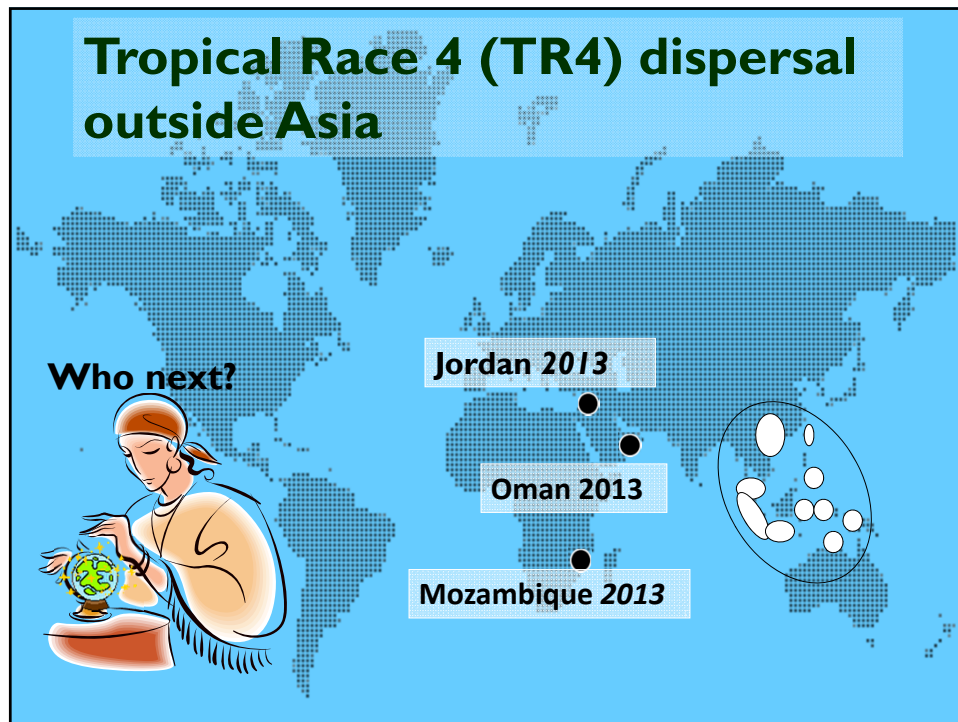 Tropical Race 4 (TR4) dispersal
outside Asia
Jordan 2013
Who next?
Oman 2013
Mozambique 2013